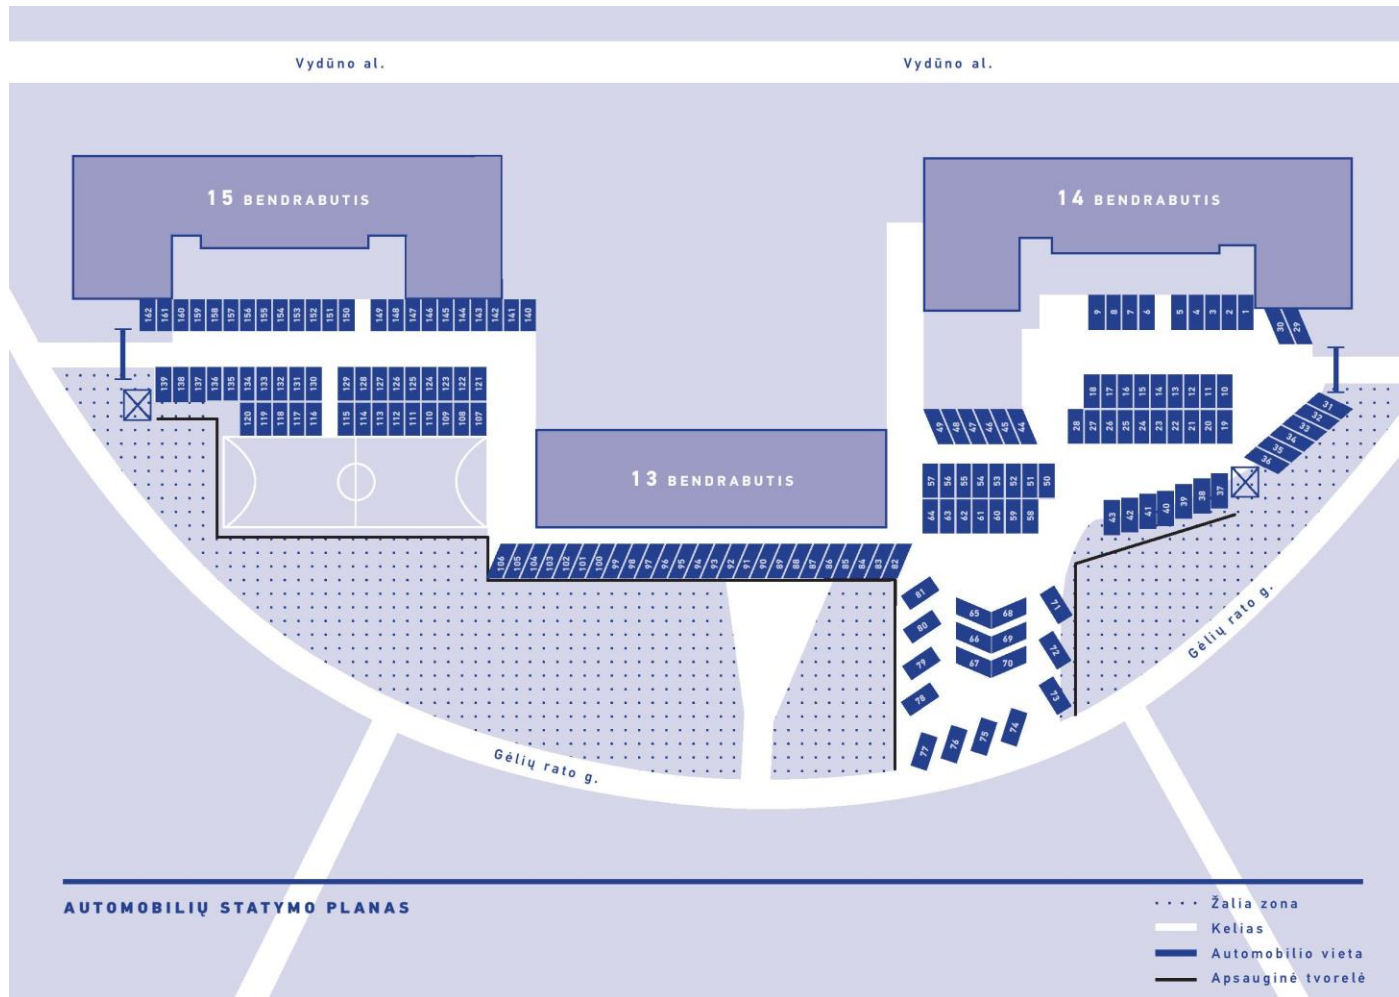 Vydūno al. Vydūno al.
15 BENDRABUTIS 14 BENDRABUTIS
162 161 160 159 158 157 156 155 154 153 152 151 150 149 148 147 146 145 144 143 142 141 140
9 8 7 6 5 4 3 2 1 30 29
139 138 137 136 135 134 133 132 131 130 129 128 127 126 125 124 123 122 121
18 17 16 15 14 13 12 11 10
31
32
33
34
35
36
120 119 118 117 116 115 114 113 112 111 110 109 108 107
49 48 47 46 45 44
28 27 26 25 24 23 22 21 20 19
13 BENDRABUTIS
57 56 55 54 53 52 51 50
64 63 62 61 60 59 58
43 42 41 40 39 38 37
106 105 104 103 102 101 100 99 98 97 96 95 94 93 92 91 90 89 88 87 86 85 84 83 82
81
80
79
78
65 68
66 69
67 70
71
72
73
77 76 75 74
Gėlių rato g.
Gėlių rato g.
AUTOMOBILIŲ STATYMO PLANAS
Žalia zona
Kelias
Automobilio vieta
Apsauginė tvorelė